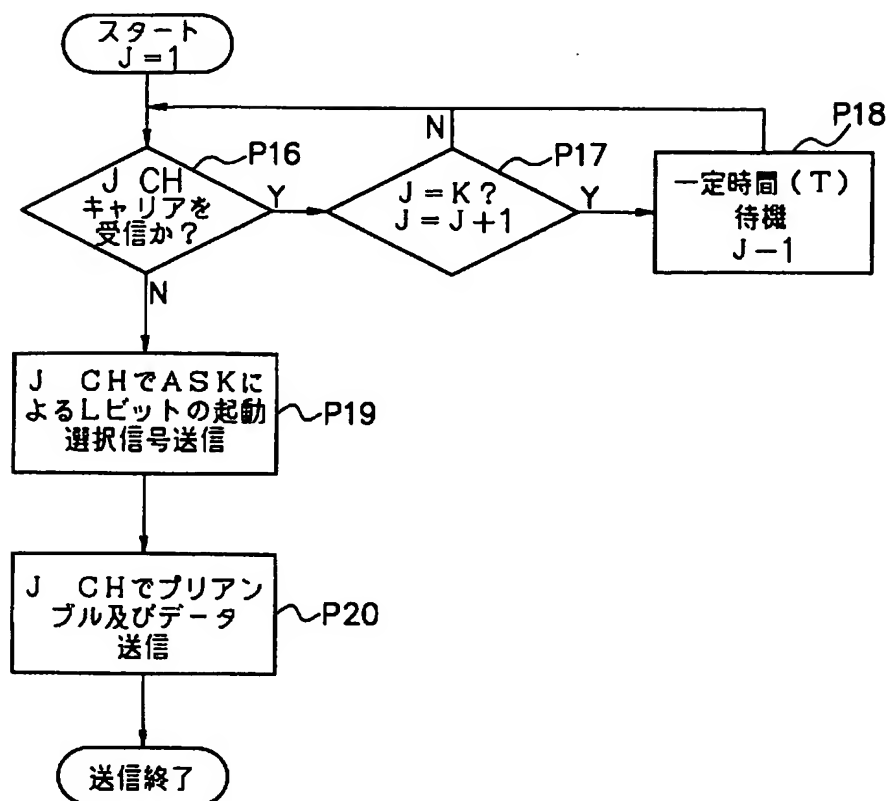 スタート
J=1
P16
J CH
キャリアを
受信か?
Y
N
P17
J=K?
J=J+1
N
Y
P18
一定時間(T)
待機
J-1
J CHでASKに
よるLビットの起動
選択信号送信
P19
J CHでプリアン
ブル及びデータ
送信
P20
送信終了